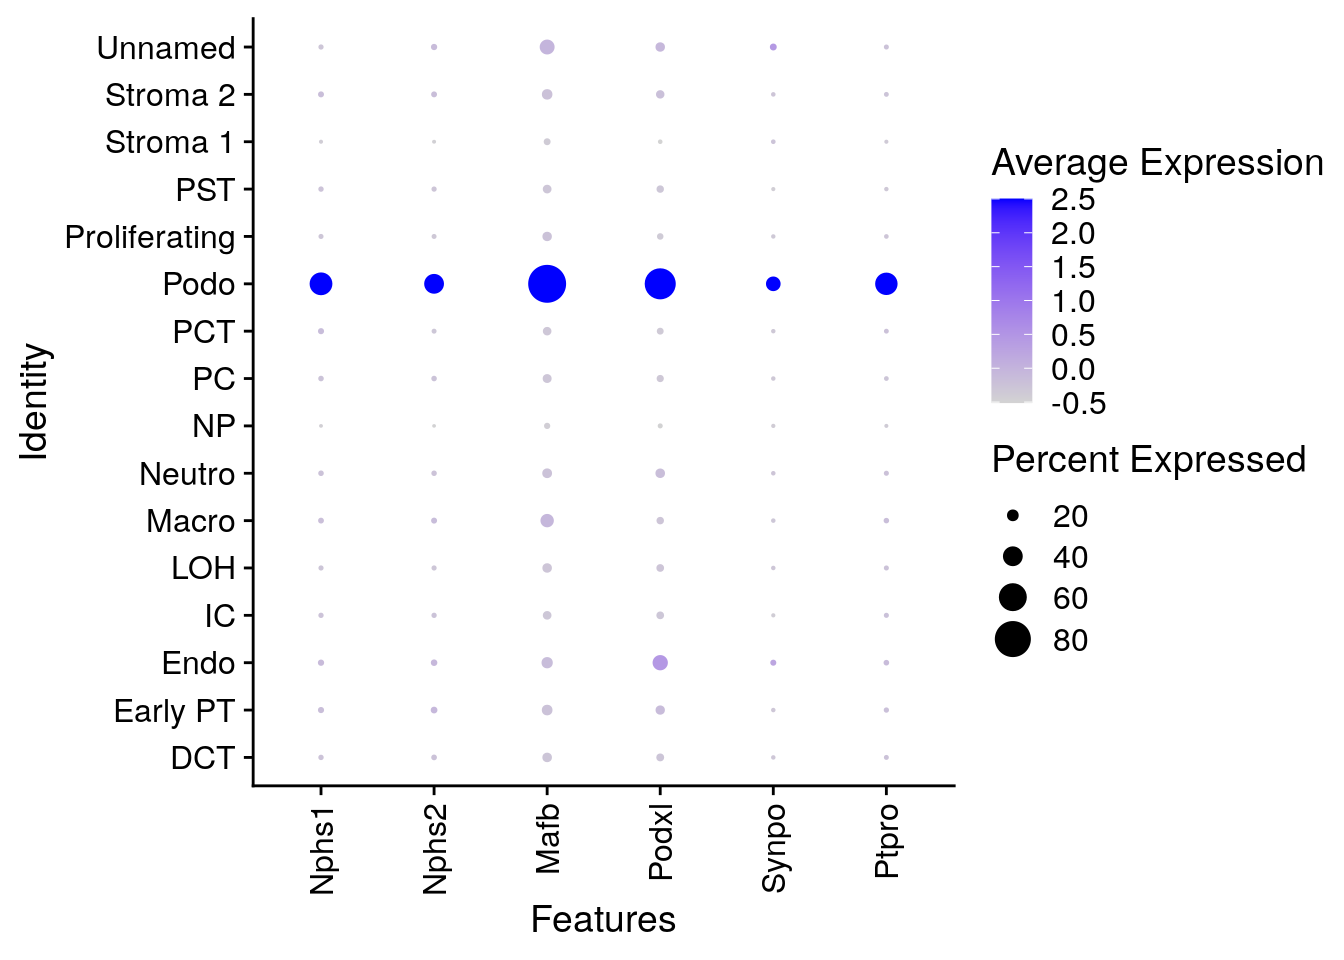 Identity
Unnamed
Stroma 2
Stroma 1
PST
Proliferating
Podo
PCT
PC
NP
Neutro
Macro
LOH
IC
Endo
Early PT
DCT
Nphs1
Nphs2
Mafb
Podxl
Synpo
Ptpro
Features
Average Expression
2.5
2.0
1.5
1.0
0.5
0.0
-0.5
Percent Expressed
20
40
60
80